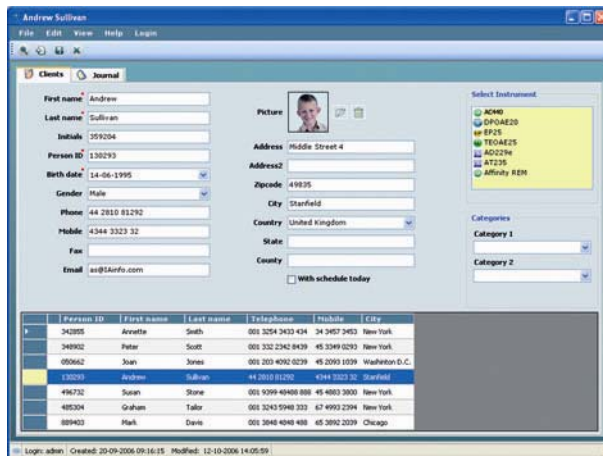 Andrew Sullivan
File Edit View Help Login
Clients Journal
First name Andrew
Last name Sullivan
Initials 359204
Person ID 130293
Birth date 14-06-1995
Gender Male
Phone 44 2810 81292
Mobile 4344 3323 32
Fax
Email as@IAinfo.com
Picture
Address Middle Street 4
Address2
Zipcode 49835
City Stanfield
Country United Kingdom
State
County
With schedule today
Select Instrument
AC440
DPOAE20
EP25
TEOAE25
AD229e
AT235
Affinity REM
Categories
Category 1
Category 2
Person ID First name Last name Telephone Mobile City
342855 Annette Smith 001 3254 3433 434 34 3457 3453 New York
348902 Peter Scott 001 332 2342 8439 45 3349 0293 New York
050662 Joan Jones 001 203 4092 0239 45 2093 1039 Washinton D.C.
130293 Andrew Sullivan 44 2810 81292 4344 3323 32 Stanfield
496732 Susan Stone 001 9399 48488 888 45 4883 3800 New York
485304 Graham Tailor 001 3243 5948 333 67 4993 2394 New York
889403 Mark Davis 001 3848 4848 488 65 3892 2039 Chicago
Login: admin Created: 20-09-2006 09:16:15 Modified: 12-10-2006 14:05:59